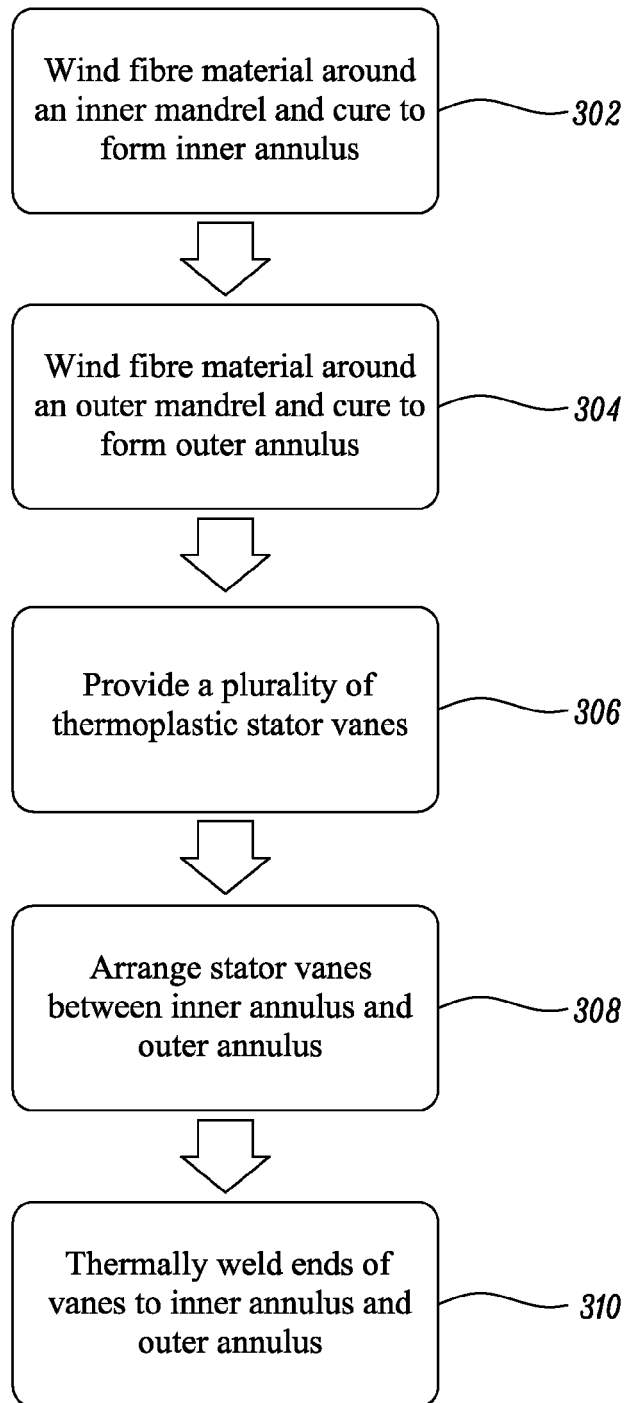 Wind fibre material around
an inner mandrel and cure to
form inner annulus
302
Wind fibre material around
an outer mandrel and cure to
form outer annulus
304
Provide a plurality of
thermoplastic stator vanes
306
Arrange stator vanes
between inner annulus and
outer annulus
308
Thermally weld ends of
vanes to inner annulus and
outer annulus
310